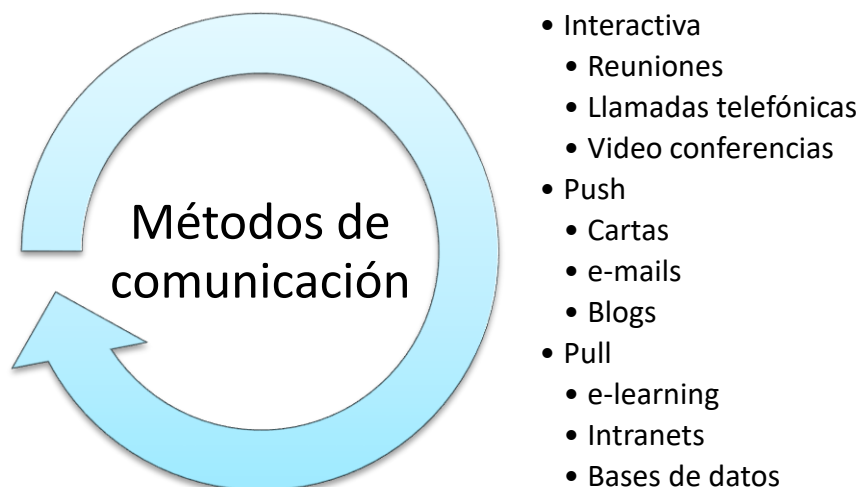 Métodos de
comunicación
• Interactiva
• Reuniones
• Llamadas telefónicas
• Video conferencias
• Push
• Cartas
• e-mails
• Blogs
• Pull
• e-learning
• Intranets
• Bases de datos